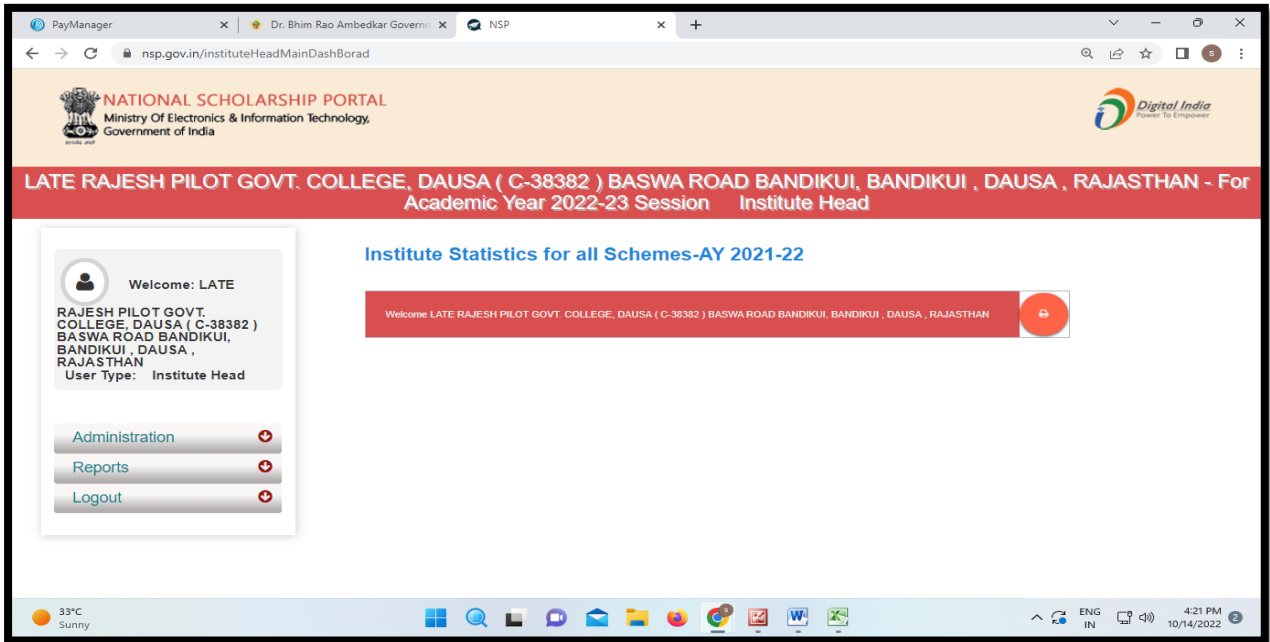 PayManager
Dr. Bhim Rao Ambedkar Governm
NSP
nsp.gov.in/instituteHeadMainDashBorad
s
NATIONAL SCHOLARSHIP PORTAL
Ministry Of Electronics & Information Technology,
Government of India
Digital India
Power To Empower
LATE RAJESH PILOT GOVT. COLLEGE, DAUSA ( C-38382 ) BASWA ROAD BANDIKUI, BANDIKUI , DAUSA , RAJASTHAN - For
Academic Year 2022-23 Session Institute Head
Welcome: LATE
RAJESH PILOT GOVT.
COLLEGE, DAUSA ( C-38382 )
BASWA ROAD BANDIKUI,
BANDIKUI , DAUSA ,
RAJASTHAN
User Type: Institute Head
Administration
Reports
Logout
Institute Statistics for all Schemes-AY 2021-22
Welcome LATE RAJESH PILOT GOVT. COLLEGE, DAUSA ( C-38382 ) BASWA ROAD BANDIKUI, BANDIKUI , DAUSA , RAJASTHAN
33°C
Sunny
ENG
IN
4:21 PM
10/14/2022
2